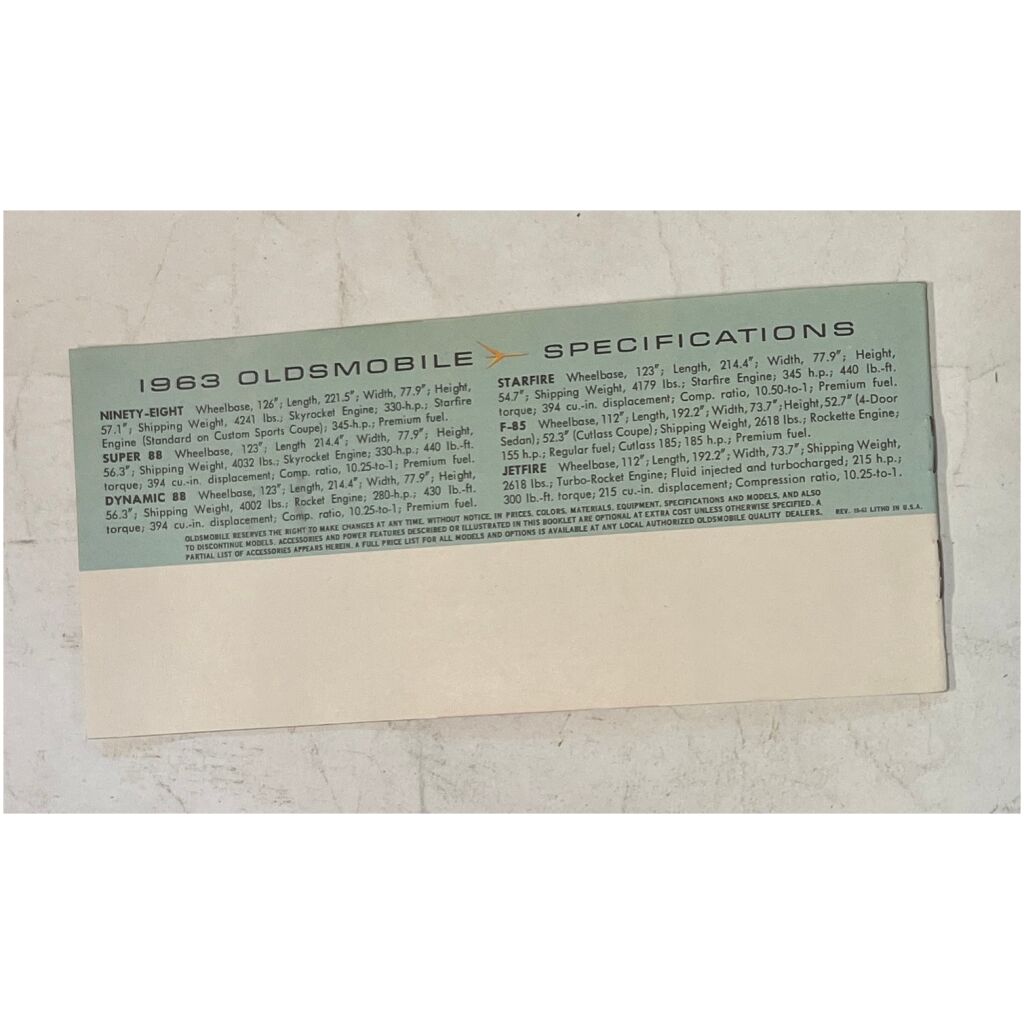 1963 OLDSMOBILE SPECIFICATIONS
NINETY-EIGHT Wheelbase, 126"; Length, 221.5"; Width, 77.9"; Height,
57.1"; Shipping Weight, 4241 lbs.; Skyrocket Engine; 330-h.p.; Starfire
Engine (Standard on Custom Sports Coupe); 345-h.p.; Premium fuel.
SUPER 88 Wheelbase, 123"; Length 214.4"; Width, 77.9"; Height,
56.3"; Shipping Weight, 4032 lbs.; Skyrocket Engine; 330-h.p.; 440 lb.-ft.
torque; 394 cu.-in. displacement; Comp. ratio, 10.25-to-1; Premium fuel.
DYNAMIC 88 Wheelbase, 123"; Length, 214.4"; Width, 77.9"; Height,
56.3"; Shipping Weight, 4002 lbs.; Rocket Engine; 280-h.p.; 430 lb.-ft.
torque; 394 cu.-in. displacement; Comp. ratio, 10.25-to-1; Premium fuel.
STARFIRE Wheelbase, 123"; Length, 214.4"; Width, 77.9"; Height,
54.7"; Shipping Weight, 4179 lbs.; Starfire Engine; 345 h.p.; 440 lb.-ft.
torque; 394 cu.-in. displacement; Comp. ratio, 10.50-to-1; Premium fuel.
F-85 Wheelbase, 112"; Length, 192.2"; Width, 73.7"; Height, 52.7" (4-Door
Sedan); 52.3" (Cutlass Coupe); Shipping Weight, 2618 lbs.; Rockette Engine;
155 h.p.; Regular fuel; Cutlass 185; 185 h.p.; Premium fuel.
JETFIRE Wheelbase, 112"; Length, 192.2"; Width, 73.7"; Shipping Weight,
2618 lbs.; Turbo-Rocket Engine; Fluid injected and turbocharged; 215 h.p.;
300 lb.-ft. torque; 215 cu.-in. displacement; Compression ratio, 10.25-to-1.
OLDSMOBILE RESERVES THE RIGHT TO MAKE CHANGES AT ANY TIME, WITHOUT NOTICE, IN PRICES, COLORS, MATERIALS, EQUIPMENT, SPECIFICATIONS AND MODELS, AND ALSO
TO DISCONTINUE MODELS. ACCESSORIES AND POWER FEATURES DESCRIBED OR ILLUSTRATED IN THIS BOOKLET ARE OPTIONAL AT EXTRA COST UNLESS OTHERWISE SPECIFIED. A
PARTIAL LIST OF ACCESSORIES APPEARS HEREIN. A FULL PRICE LIST FOR ALL MODELS AND OPTIONS IS AVAILABLE AT ANY LOCAL AUTHORIZED OLDSMOBILE QUALITY DEALERS. REV. 10-62 LITHO IN U.S.A.